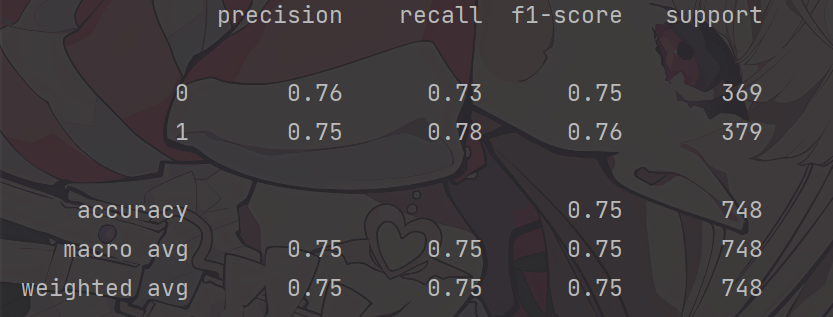 precision recall f1-score support
0 0.76 0.73 0.75 369
1 0.75 0.78 0.76 379
accuracy 0.75 748
macro avg 0.75 0.75 0.75 748
weighted avg 0.75 0.75 0.75 748